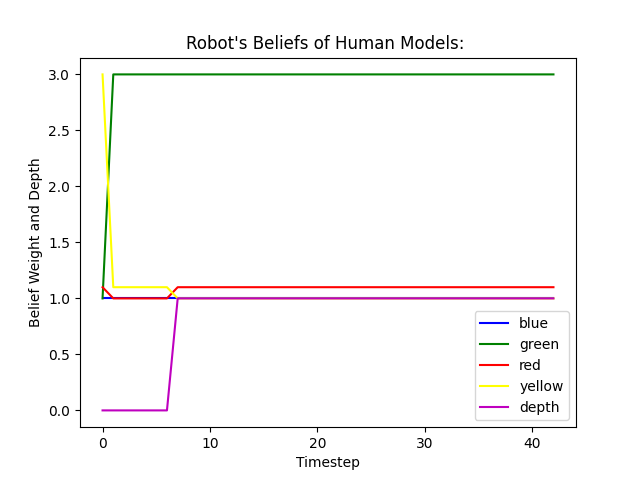 Robot's Beliefs of Human Models:
Belief Weight and Depth
3.0
2.5
2.0
1.5
1.0
0.5
0.0
0 10 20 30 40
Timestep
blue
green
red
yellow
depth